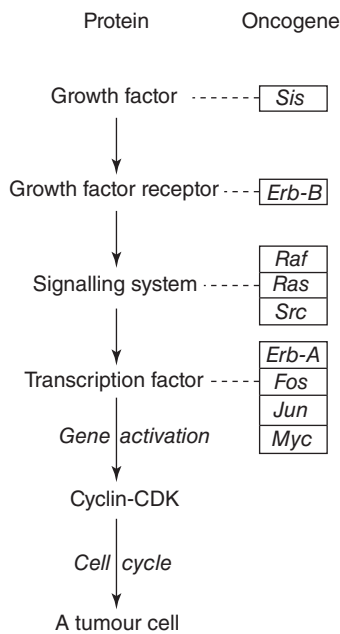 Protein Oncogene
Growth factor Sis
Growth factor receptor Erb-B
Raf
Signalling system Ras
Src
Erb-A
Transcription factor Fos
Jun
Gene activation Myc
Cyclin-CDK
Cell cycle
A tumour cell